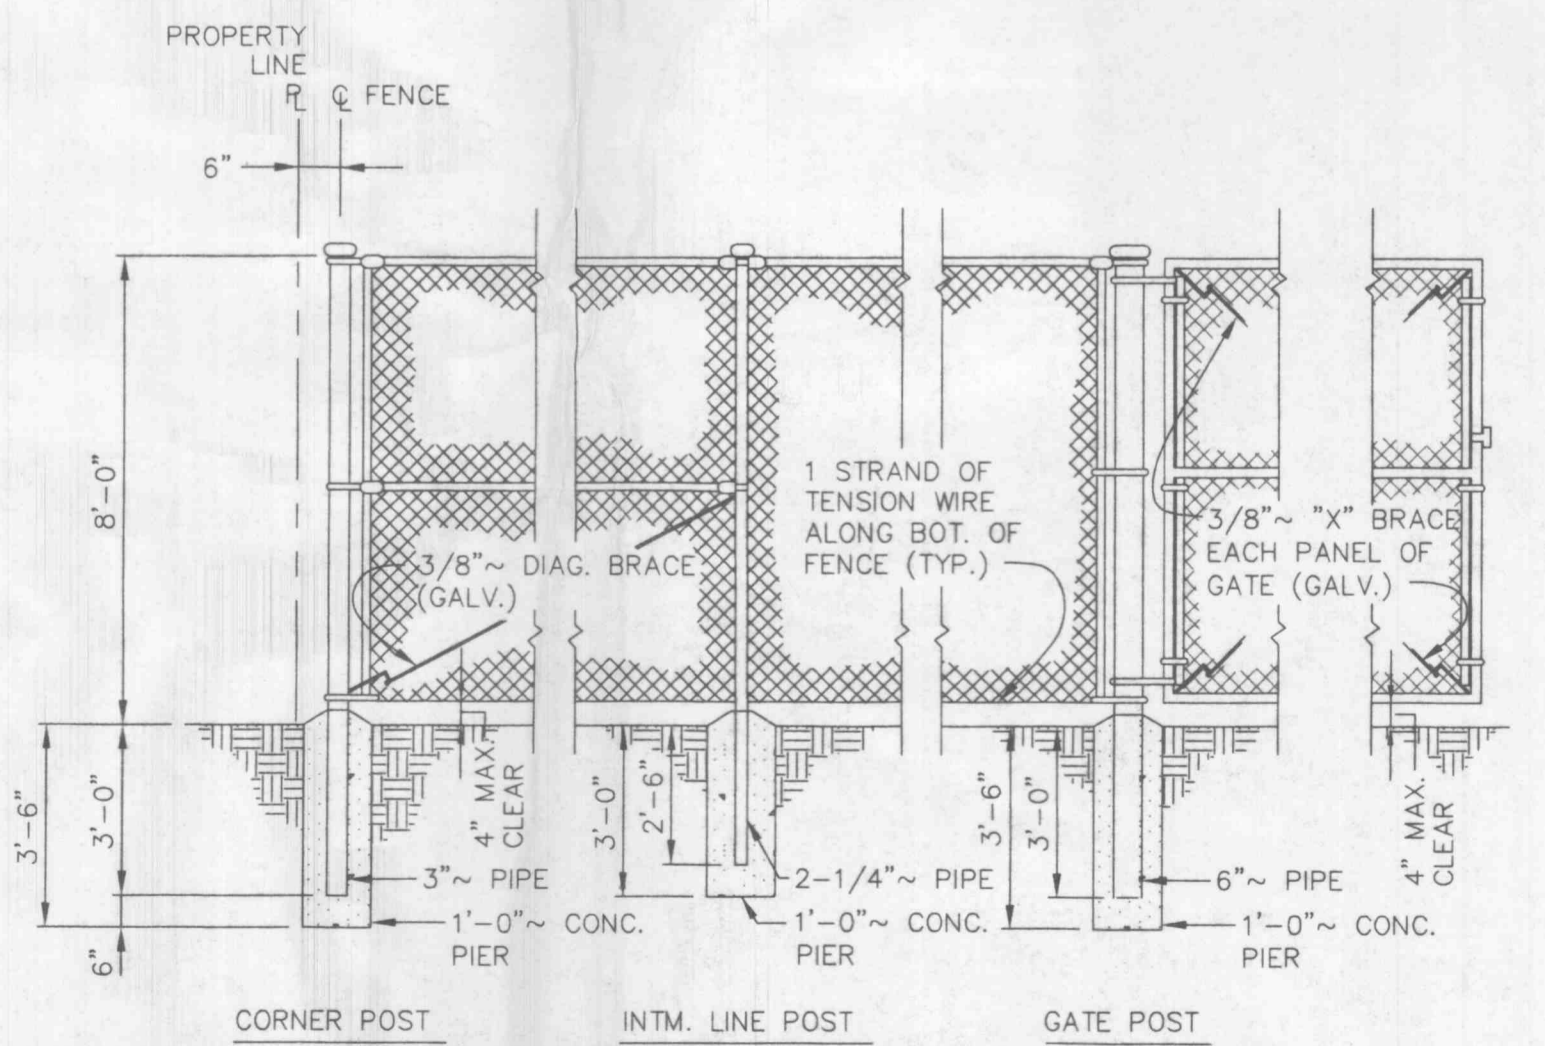 PROPERTY
LINE
PL CL FENCE
6"
8'-0"
1 STRAND OF
TENSION WIRE
ALONG BOT. OF
FENCE (TYP.)
3/8"~ DIAG. BRACE
(GALV.)
3/8"~ "X" BRACE
EACH PANEL OF
GATE (GALV.)
3'-6"
3'-0"
6"
4" MAX.
CLEAR
3'-0"
2'-6"
3'-6"
3'-0"
4" MAX.
CLEAR
3"~ PIPE
1'-0"~ CONC.
PIER
2-1/4"~ PIPE
1'-0"~ CONC.
PIER
6"~ PIPE
1'-0"~ CONC.
PIER
CORNER POST
INTM. LINE POST
GATE POST